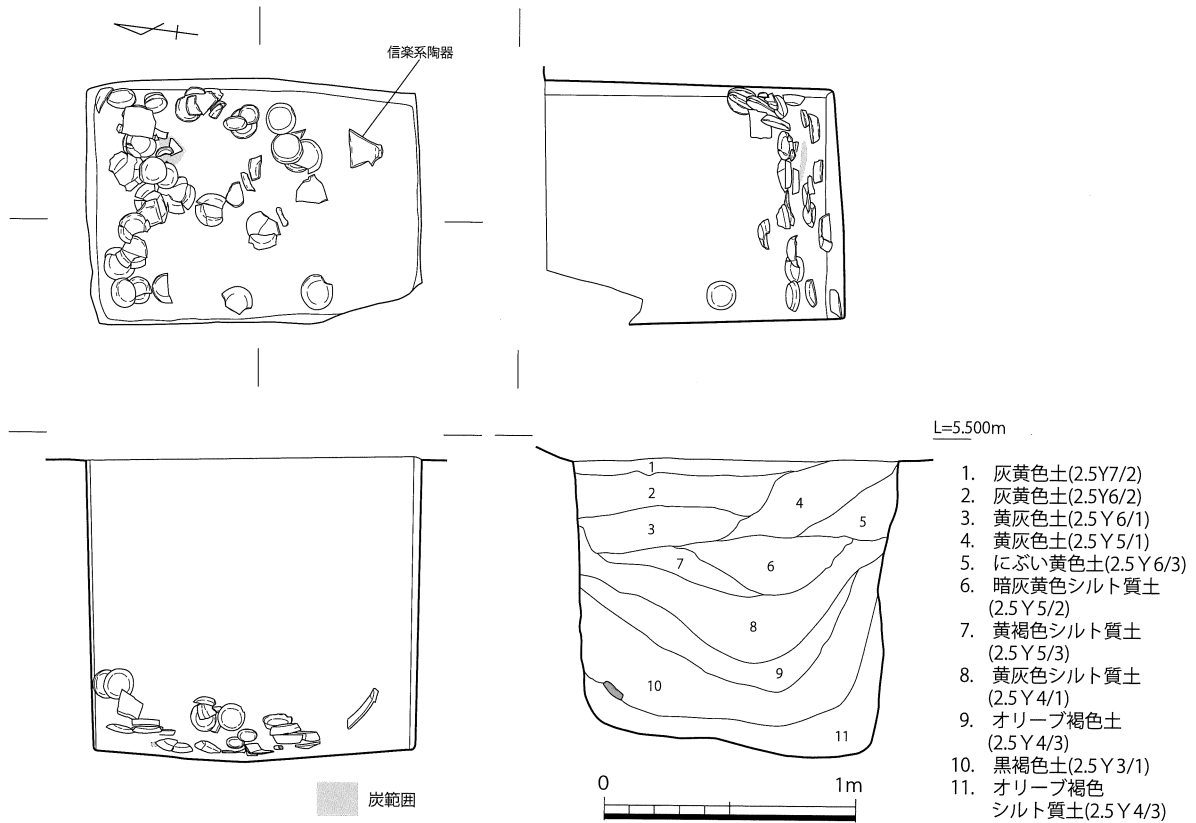 信楽系陶器
L=5.500m
1. 灰黄色土(2.5Y7/2)
2. 灰黄色土(2.5Y6/2)
3. 黄灰色土(2.5Y6/1)
4. 黄灰色土(2.5Y5/1)
5. にぶい黄色土(2.5Y6/3)
6. 暗灰黄色シルト質土
(2.5Y5/2)
7. 黄褐色シルト質土
(2.5Y5/3)
8. 黄灰色シルト質土
(2.5Y4/1)
9. オリーブ褐色土
(2.5Y4/3)
10. 黒褐色土(2.5Y3/1)
11. オリーブ褐色
シルト質土(2.5Y4/3)
1
2
3
4
5
6
7
8
9
10
11
炭範囲
0 1m